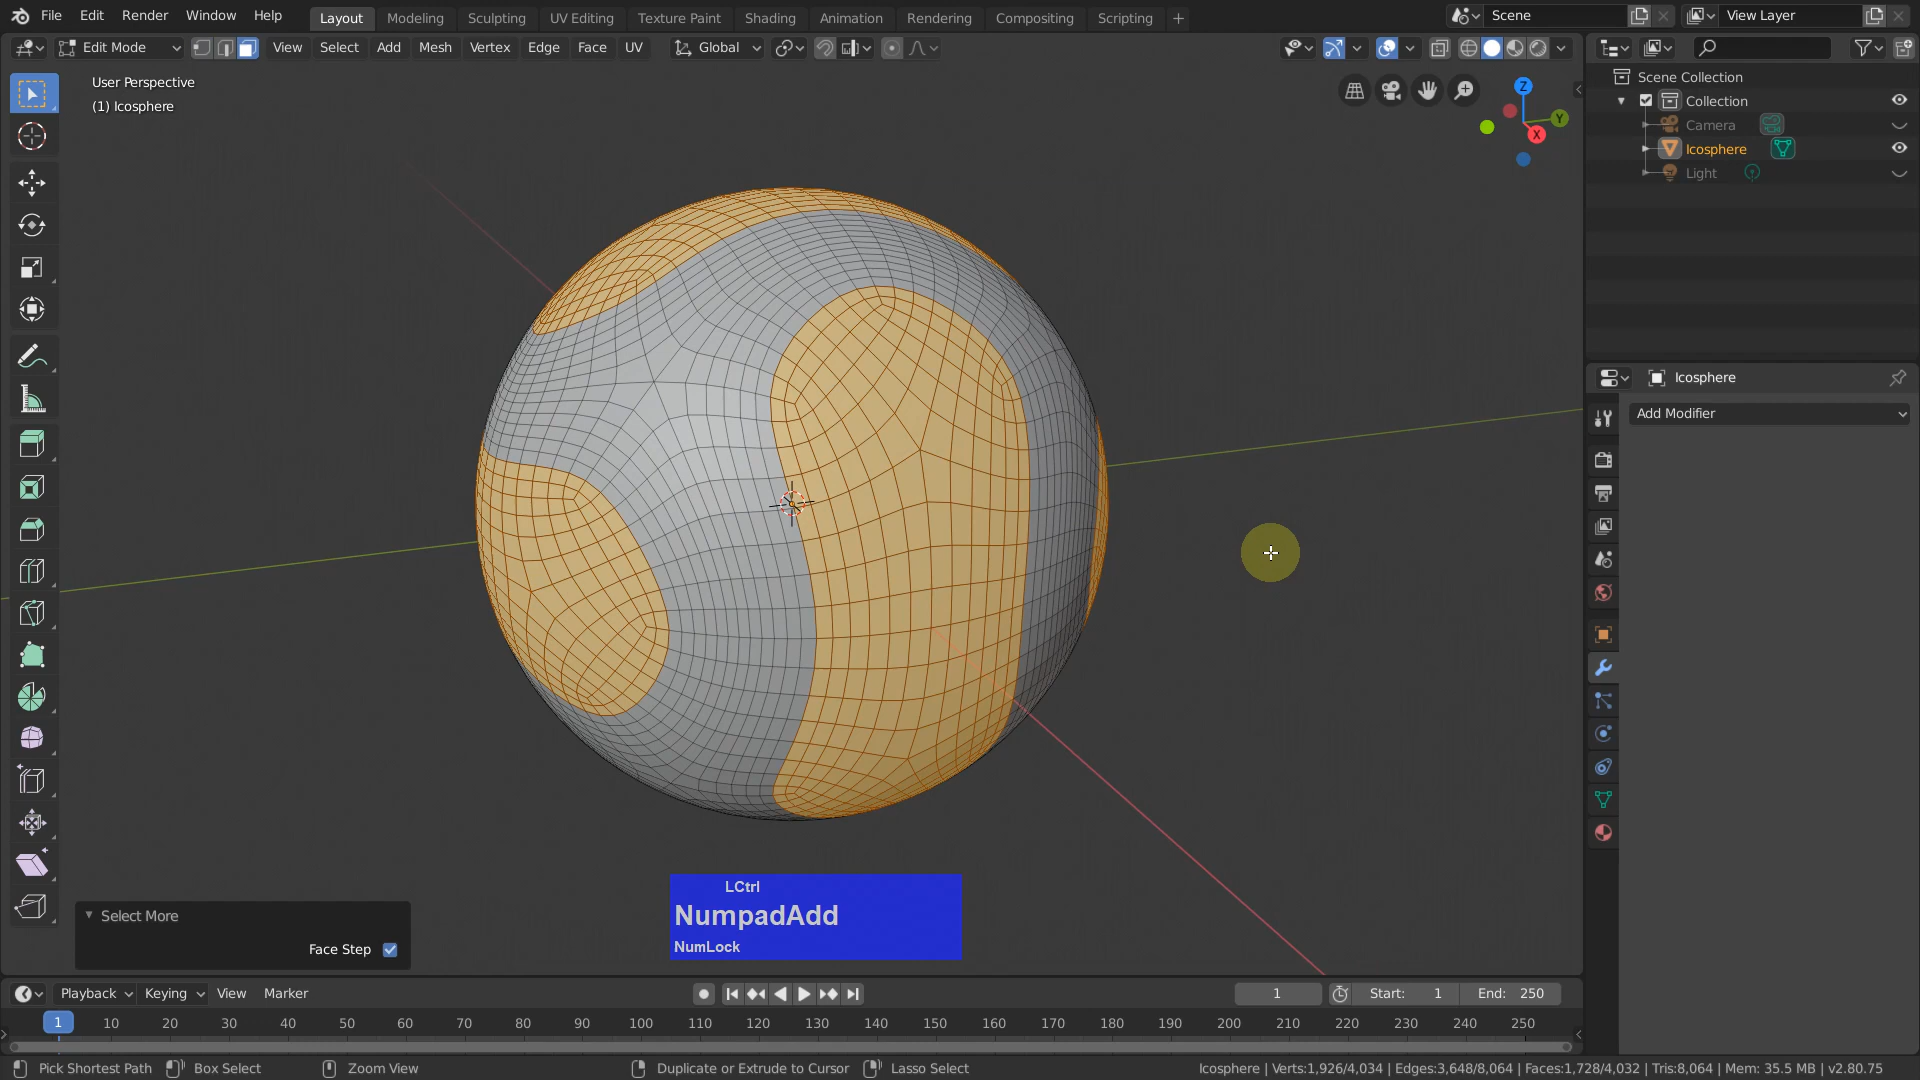 File Edit Render Window Help Layout Modeling Sculpting UV Editing Texture Paint Shading Animation Rendering Compositing Scripting + Scene View Layer
Edit Mode View Select Add Mesh Vertex Edge Face UV Global
User Perspective
(1) Icosphere
Z
Y
X
Scene Collection
Collection
Camera
Icosphere
Light
Icosphere
Add Modifier
LCtrl
NumpadAdd
NumLock
Select More
Face Step
Playback Keying View Marker 1 Start: 1 End: 250
1 10 20 30 40 50 60 70 80 90 100 110 120 130 140 150 160 170 180 190 200 210 220 230 240 250
Pick Shortest Path Box Select Zoom View Duplicate or Extrude to Cursor Lasso Select Icosphere | Verts:1,926/4,034 | Edges:3,648/8,064 | Faces:1,728/4,032 | Tris:8,064 | Mem: 35.5 MB | v2.80.75